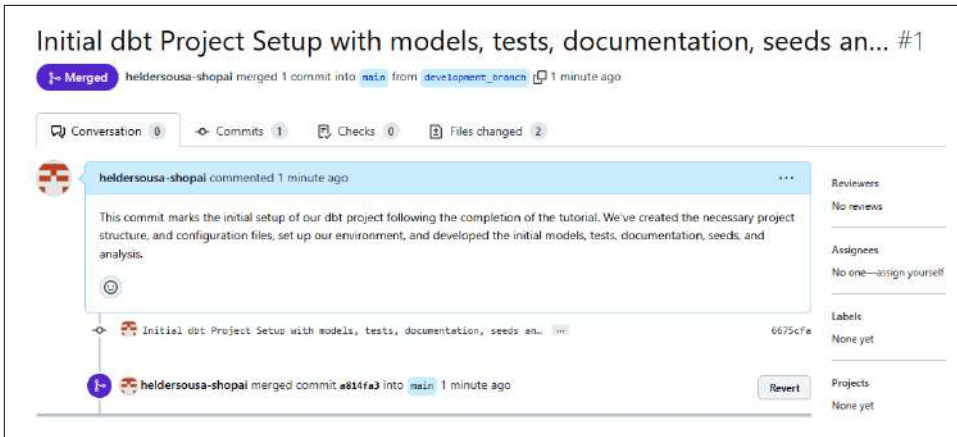 Initial dbt Project Setup with models, tests, documentation, seeds an... #1
Merged heldersousa-shopai merged 1 commit into main from development_branch 1 minute ago
Conversation 0 Commits 1 Checks 0 Files changed 2
heldersousa-shopai commented 1 minute ago ...
This commit marks the initial setup of our dbt project following the completion of the tutorial. We've created the necessary project
structure, and configuration files, set up our environment, and developed the initial models, tests, documentation, seeds, and
analysis.
Initial dbt Project Setup with models, tests, documentation, seeds an… ... 6675cfa
heldersousa-shopai merged commit a814fa3 into main 1 minute ago Revert
Reviewers
No reviews
Assignees
No one—assign yourself
Labels
None yet
Projects
None yet